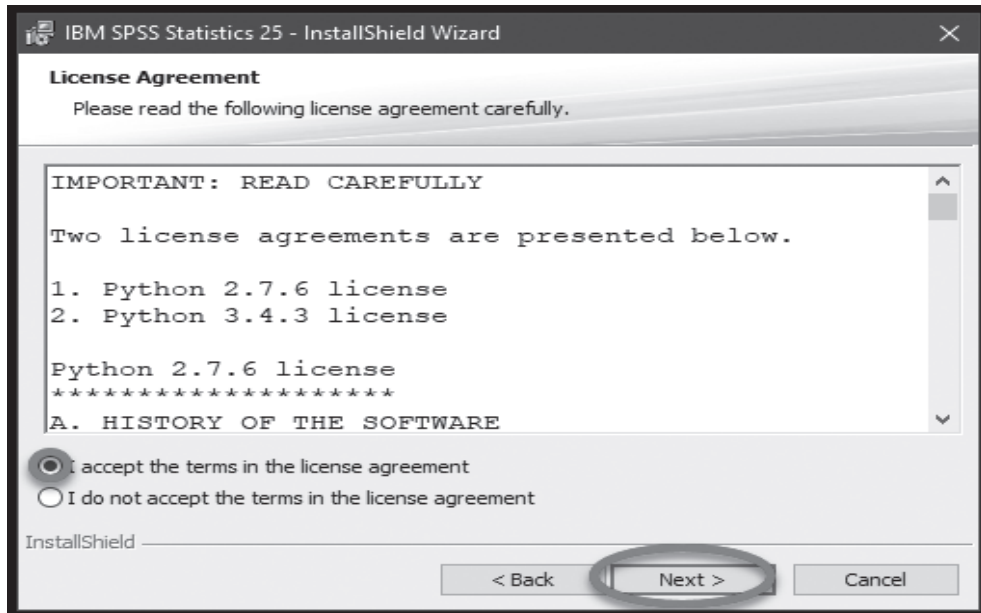 IBM SPSS Statistics 25 - InstallShield Wizard
License Agreement
Please read the following license agreement carefully.
IMPORTANT: READ CAREFULLY
Two license agreements are presented below.
1. Python 2.7.6 license
2. Python 3.4.3 license
Python 2.7.6 license
********************
A. HISTORY OF THE SOFTWARE
I accept the terms in the license agreement
I do not accept the terms in the license agreement
InstallShield
< Back
Next >
Cancel